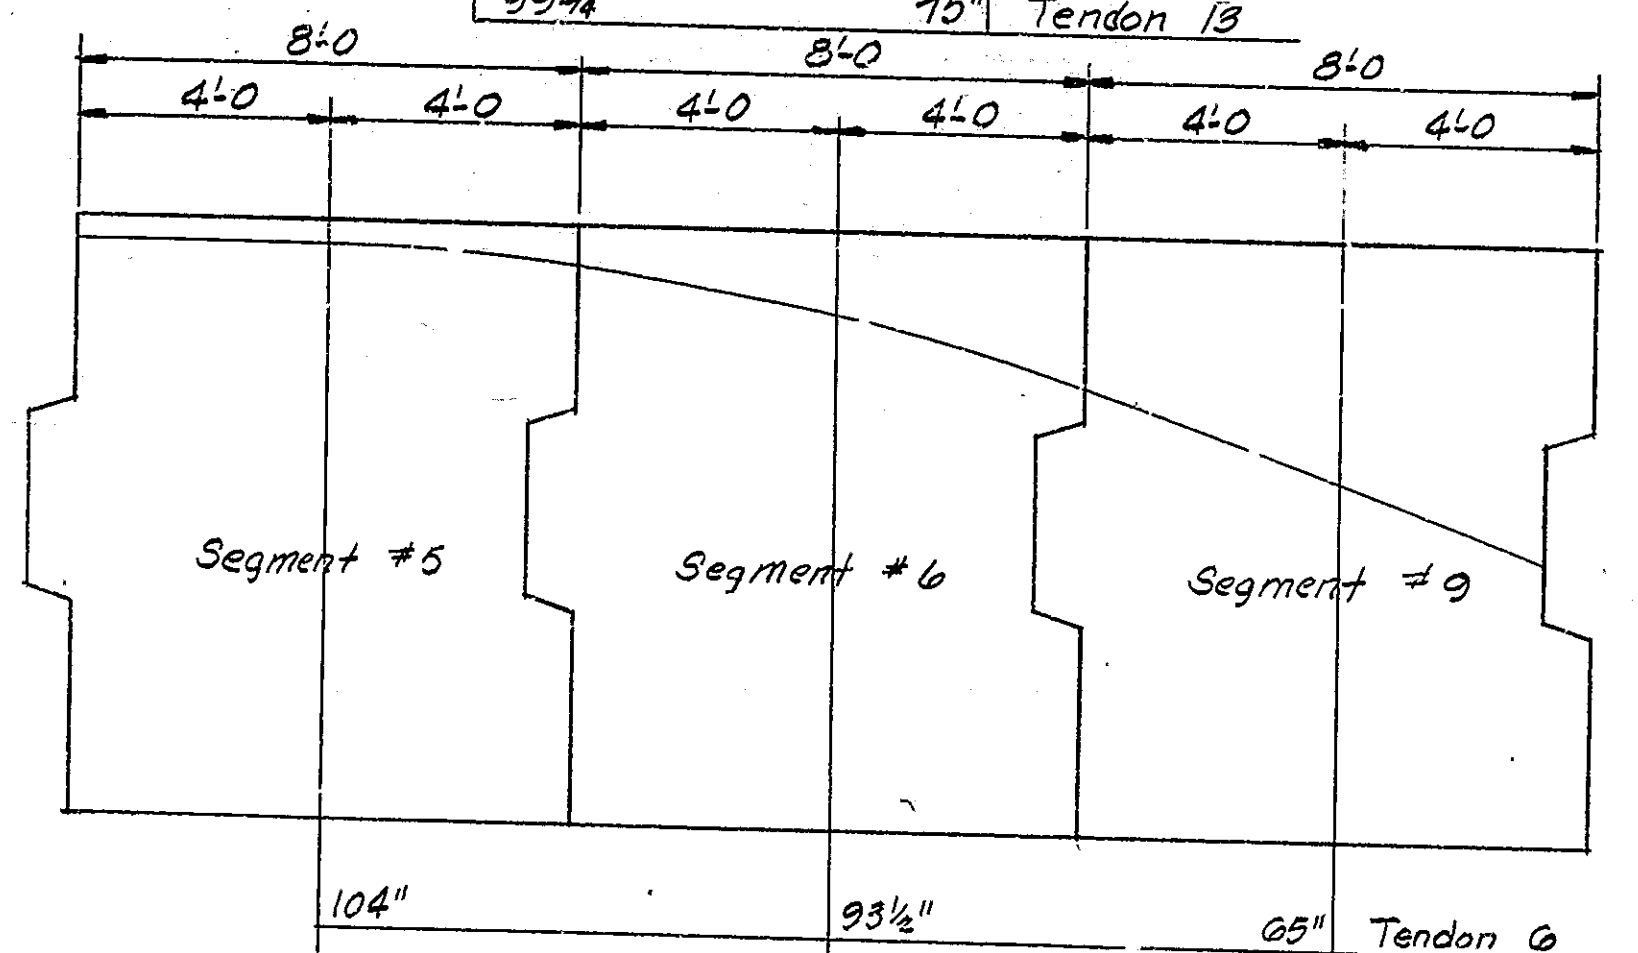 75" Tendon 13
8'-0 8'-0 8'-0
4'-0 4'-0 4'-0 4'-0 4'-0 4'-0
Segment #5 Segment #6 Segment #9
104" 93½" 65" Tendon 6